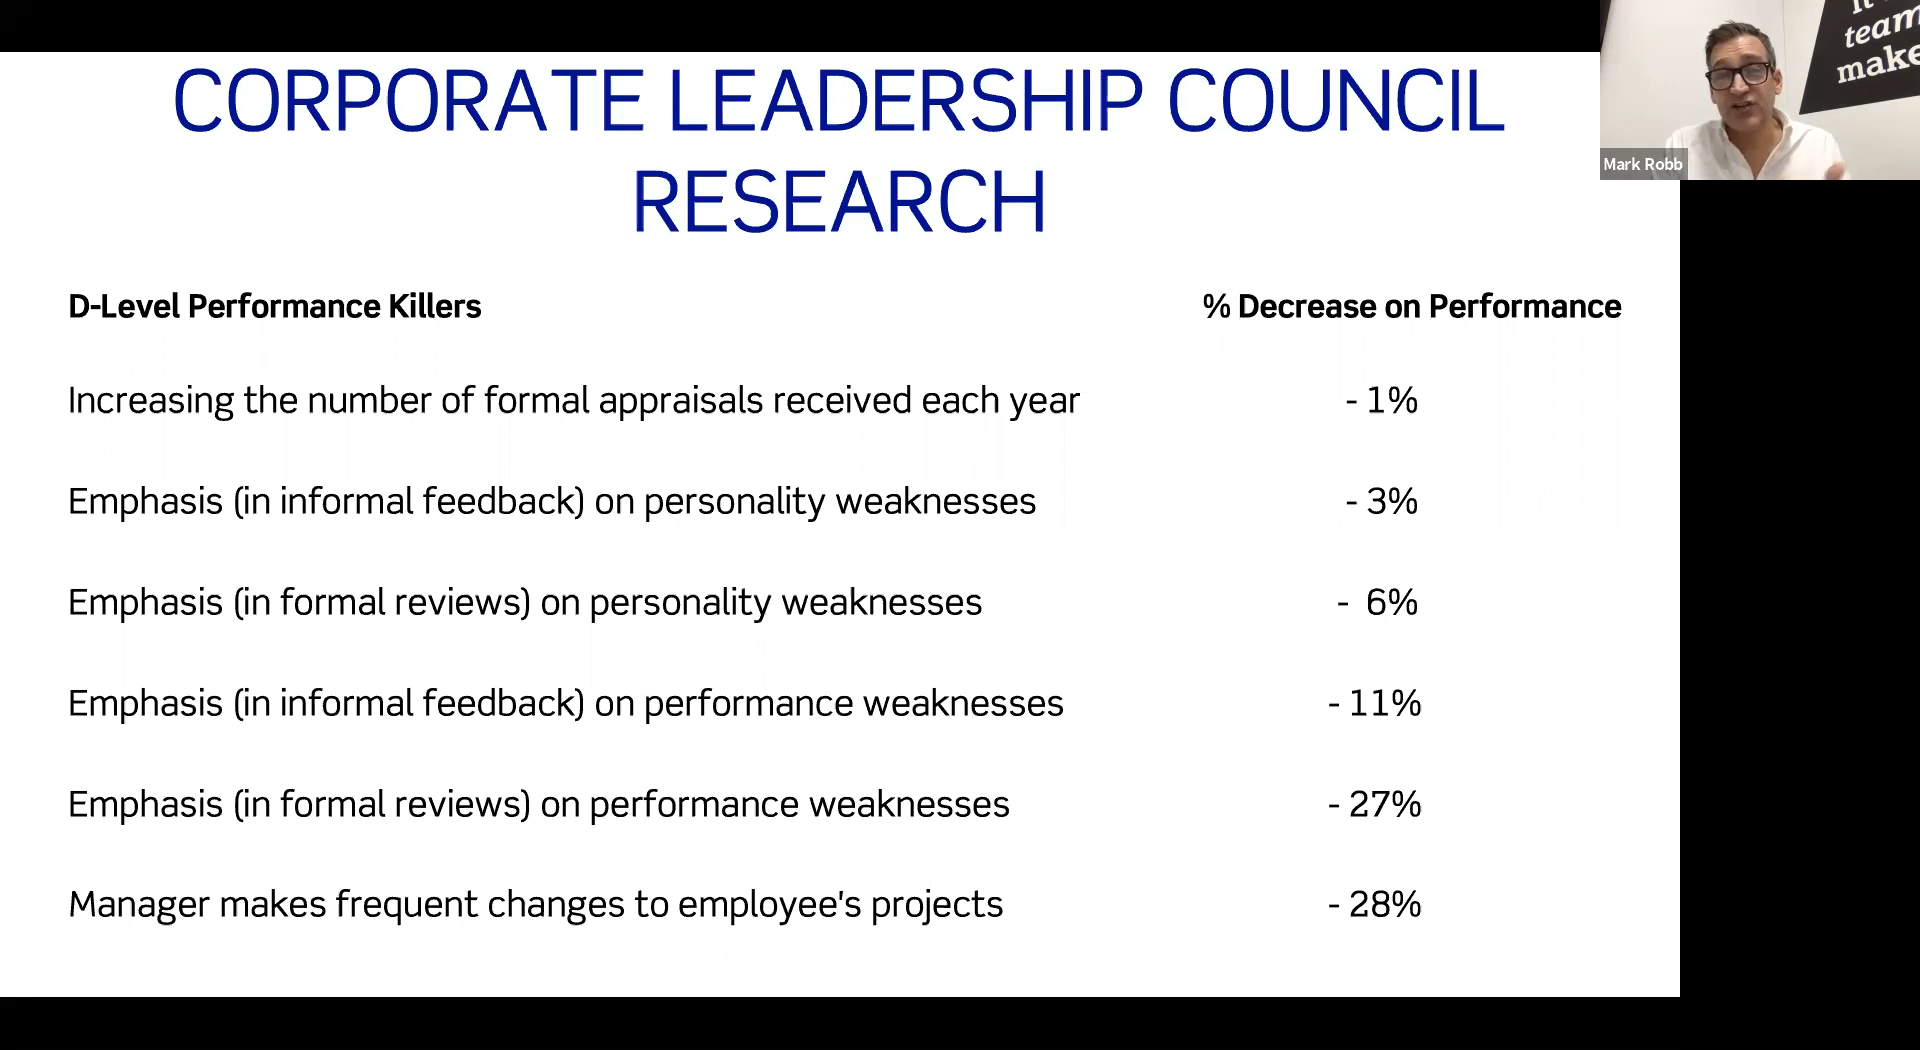 CORPORATE LEADERSHIP COUNCIL
RESEARCH
D-Level Performance Killers % Decrease on Performance
Increasing the number of formal appraisals received each year - 1%
Emphasis (in informal feedback) on personality weaknesses - 3%
Emphasis (in formal reviews) on personality weaknesses - 6%
Emphasis (in informal feedback) on performance weaknesses - 11%
Emphasis (in formal reviews) on performance weaknesses - 27%
Manager makes frequent changes to employee's projects - 28%
team
make
Mark Robb